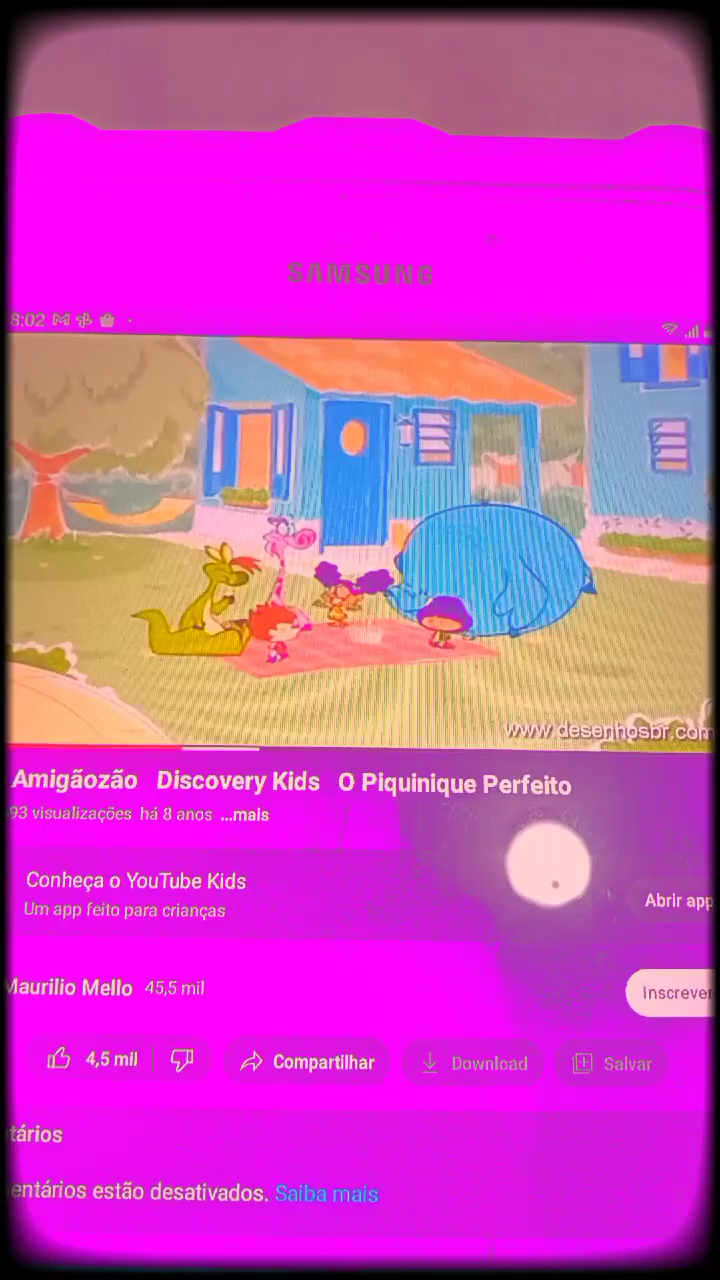 SAMSUNG
8:02
www.desenhosbr.com
Amigãozão Discovery Kids O Piquinique Perfeito
93 visualizações há 8 anos ...mais
Conheça o YouTube Kids
Um app feito para crianças
Abrir app
Maurilio Mello 45,5 mil
Inscrever
4,5 mil
Compartilhar
Download
Salvar
tários
entários estão desativados. Saiba mais